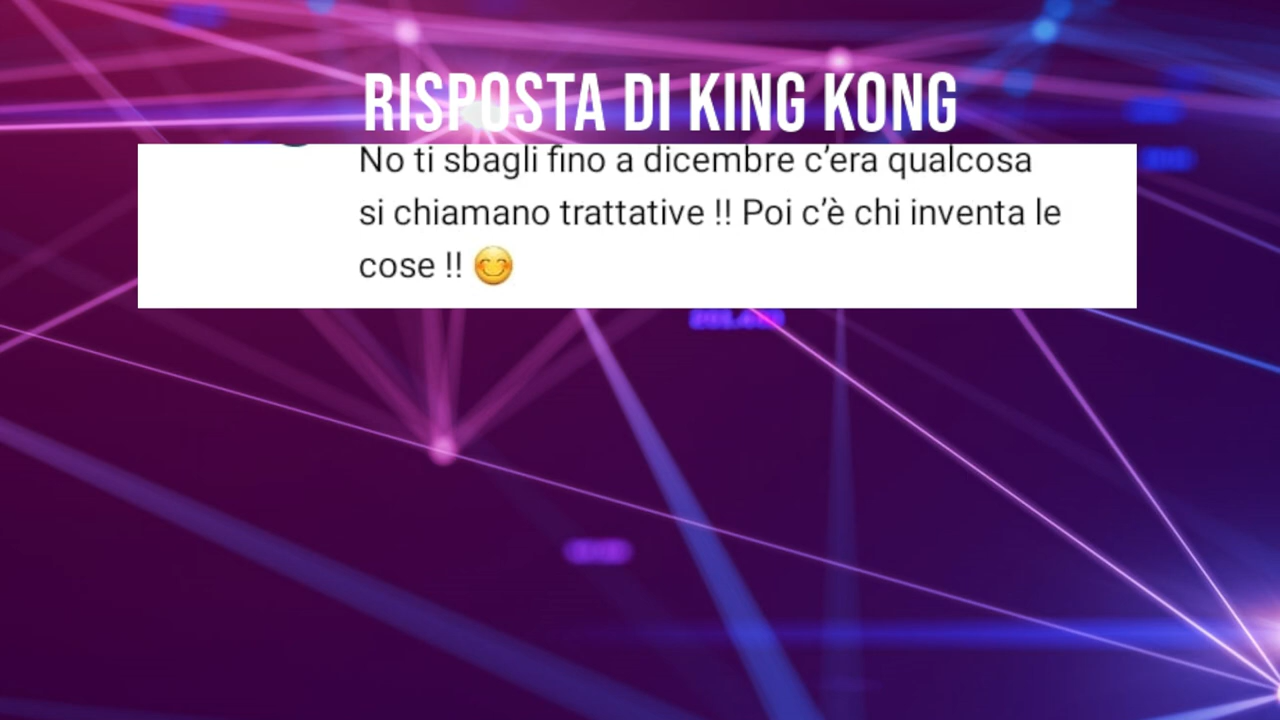 RISPOSTA DI KING KONG
No ti sbagli fino a dicembre c’era qualcosa
si chiamano trattative !! Poi c’è chi inventa le
cose !! 😊